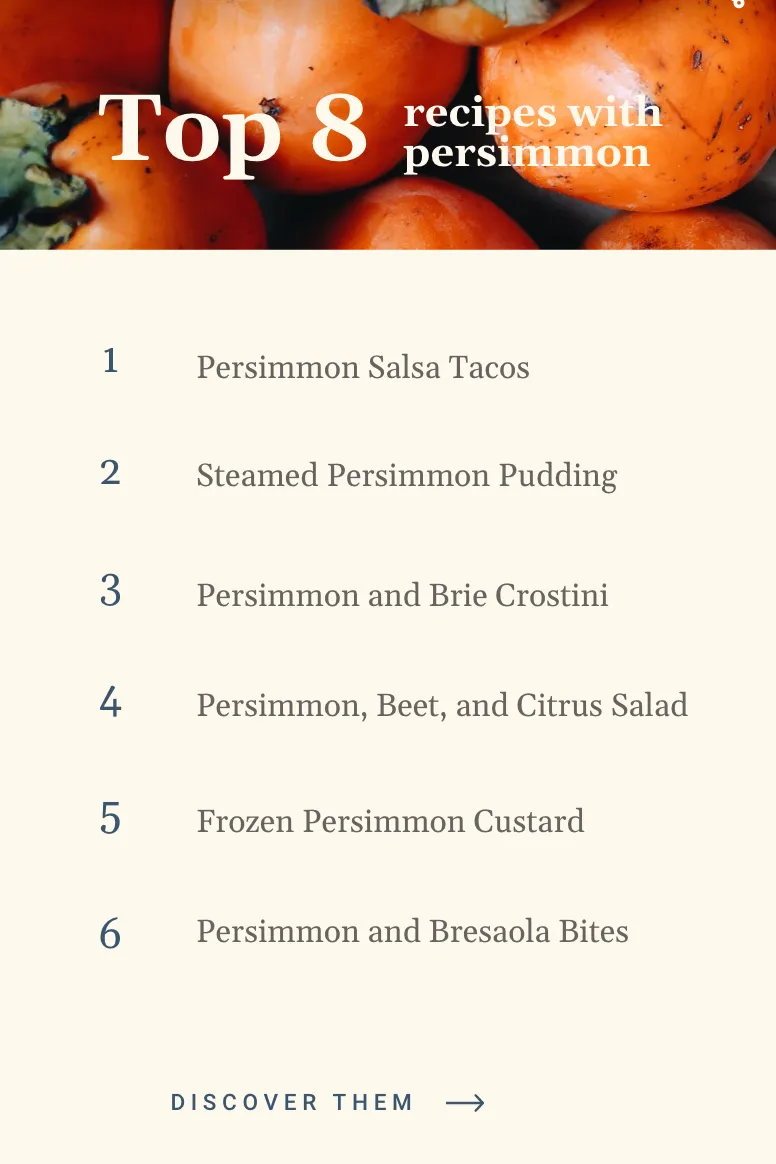 Top 8
recipes with
persimmon
1 Persimmon Salsa Tacos
2 Steamed Persimmon Pudding
3 Persimmon and Brie Crostini
4 Persimmon, Beet, and Citrus Salad
5 Frozen Persimmon Custard
6 Persimmon and Bresaola Bites
DISCOVER THEM →